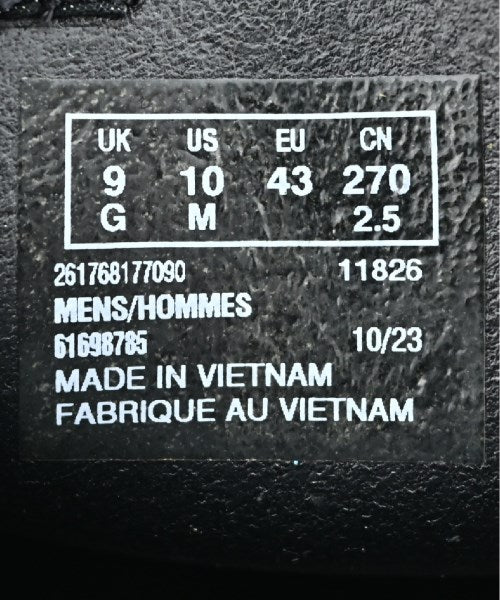 UK US EU CN
9 10 43 270
G M 2.5
261768177090 11826
MENS/HOMMES
61698785 10/23
MADE IN VIETNAM
FABRIQUE AU VIETNAM